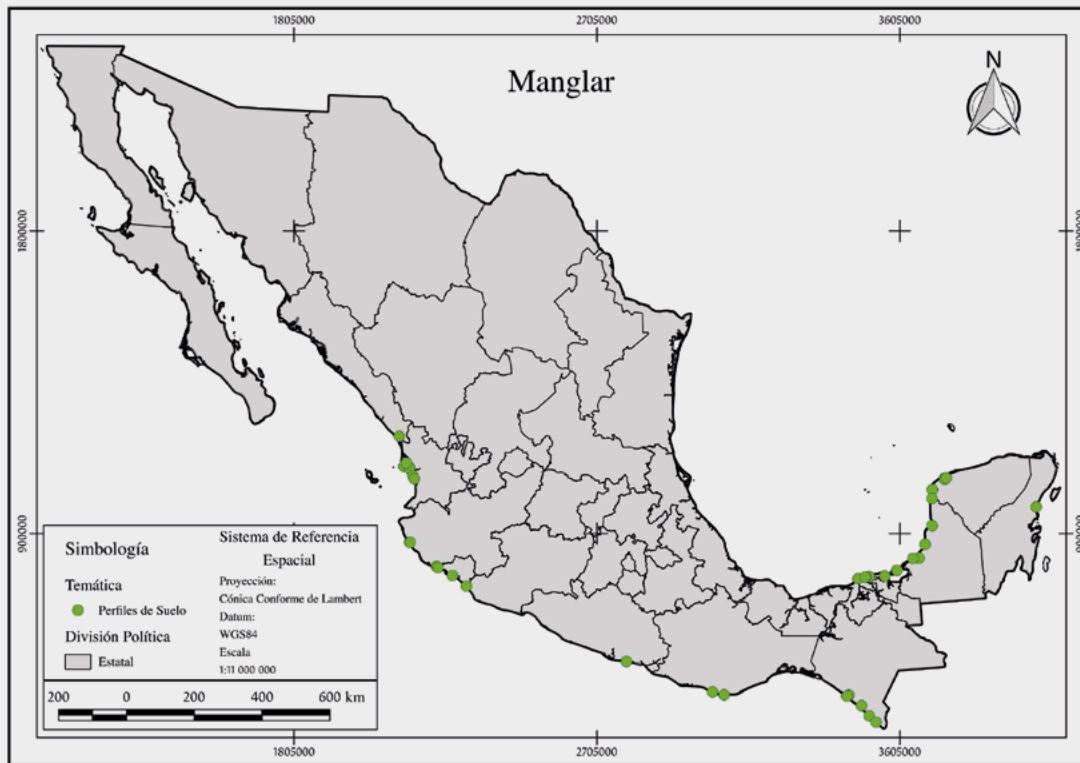 1805000
2705000
3605000
Manglar
N
1800000
1800000
900000
900000
Simbología
Temática
Perfiles de Suelo
División Política
Estatal
Sistema de Referencia
Espacial
Proyección:
Cónica Conforme de Lambert
Datum:
WGS84
Escala
1:11 000 000
200 0 200 400 600 km
1805000
2705000
3605000